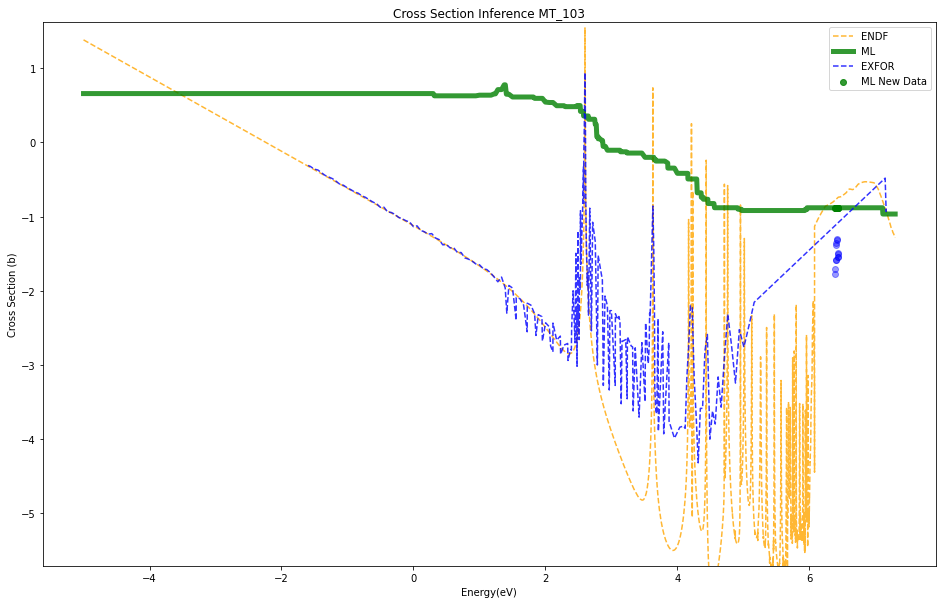 Cross Section Inference MT_103
ENDF
ML
EXFOR
ML New Data
Cross Section (b)
1
0
−1
−2
−3
−4
−5
−4
−2
0
2
4
6
Energy(eV)